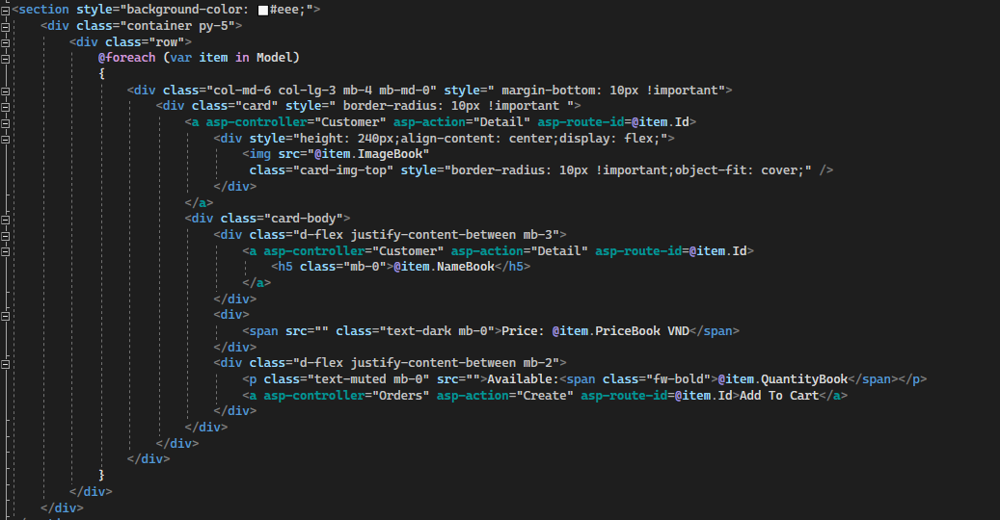 <section style="background-color: #eee;">
<div class="container py-5">
<div class="row">
@foreach (var item in Model)
{
<div class="col-md-6 col-lg-3 mb-4 mb-md-0" style=" margin-bottom: 10px !important">
<div class="card" style=" border-radius: 10px !important ">
<a asp-controller="Customer" asp-action="Detail" asp-route-id=@item.Id>
<div style="height: 240px;align-content: center;display: flex;">
<img src="@item.ImageBook"
class="card-img-top" style="border-radius: 10px !important;object-fit: cover;" />
</div>
</a>
<div class="card-body">
<div class="d-flex justify-content-between mb-3">
<a asp-controller="Customer" asp-action="Detail" asp-route-id=@item.Id>
<h5 class="mb-0">@item.NameBook</h5>
</a>
</div>
<div>
<span src="" class="text-dark mb-0">Price: @item.PriceBook VND</span>
</div>
<div class="d-flex justify-content-between mb-2">
<p class="text-muted mb-0" src="">Available:<span class="fw-bold">@item.QuantityBook</span></p>
<a asp-controller="Orders" asp-action="Create" asp-route-id=@item.Id>Add To Cart</a>
</div>
</div>
</div>
</div>
}
</div>
</div>